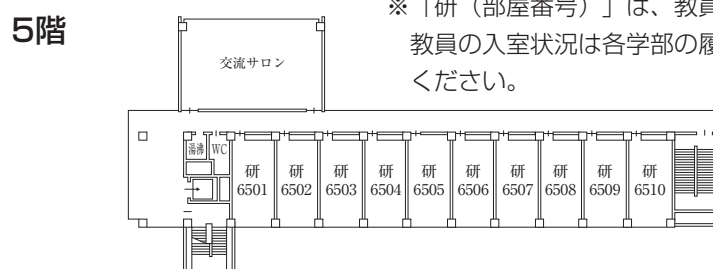 ※「研（部屋番号）」は、教員
5階
教員の入室状況は各学部の履
ください。
交流サロン
湯沸 WC
研 研 研 研 研 研 研 研 研 研
6501 6502 6503 6504 6505 6506 6507 6508 6509 6510